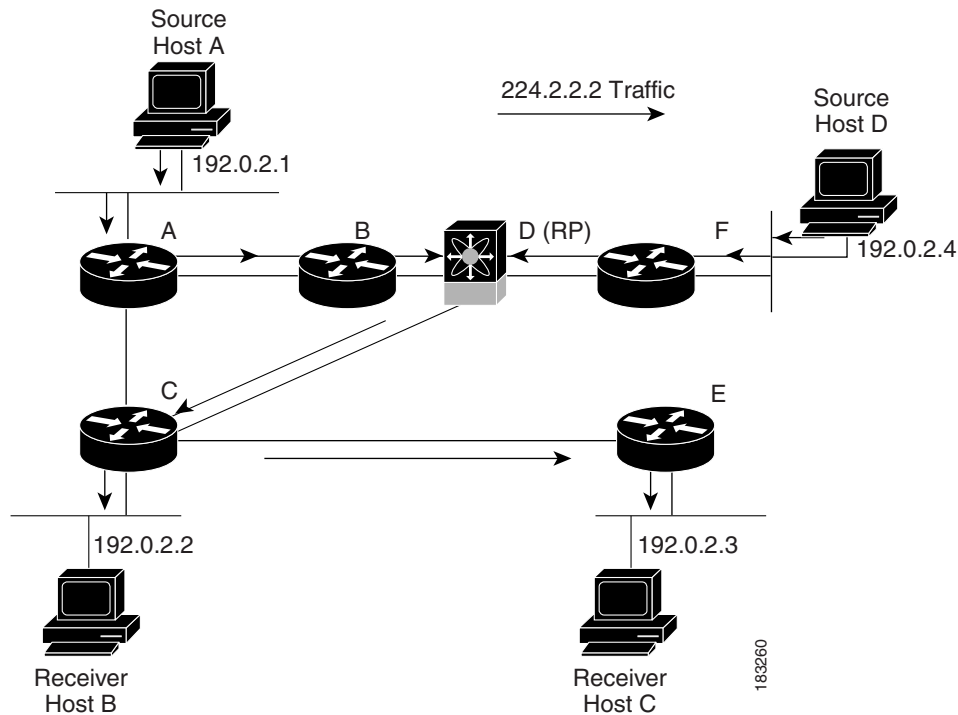 Source
Host A
224.2.2.2 Traffic
Source
Host D
192.0.2.1
A
B
D (RP)
F
192.0.2.4
C
E
192.0.2.2
192.0.2.3
Receiver
Host B
Receiver
Host C
183260